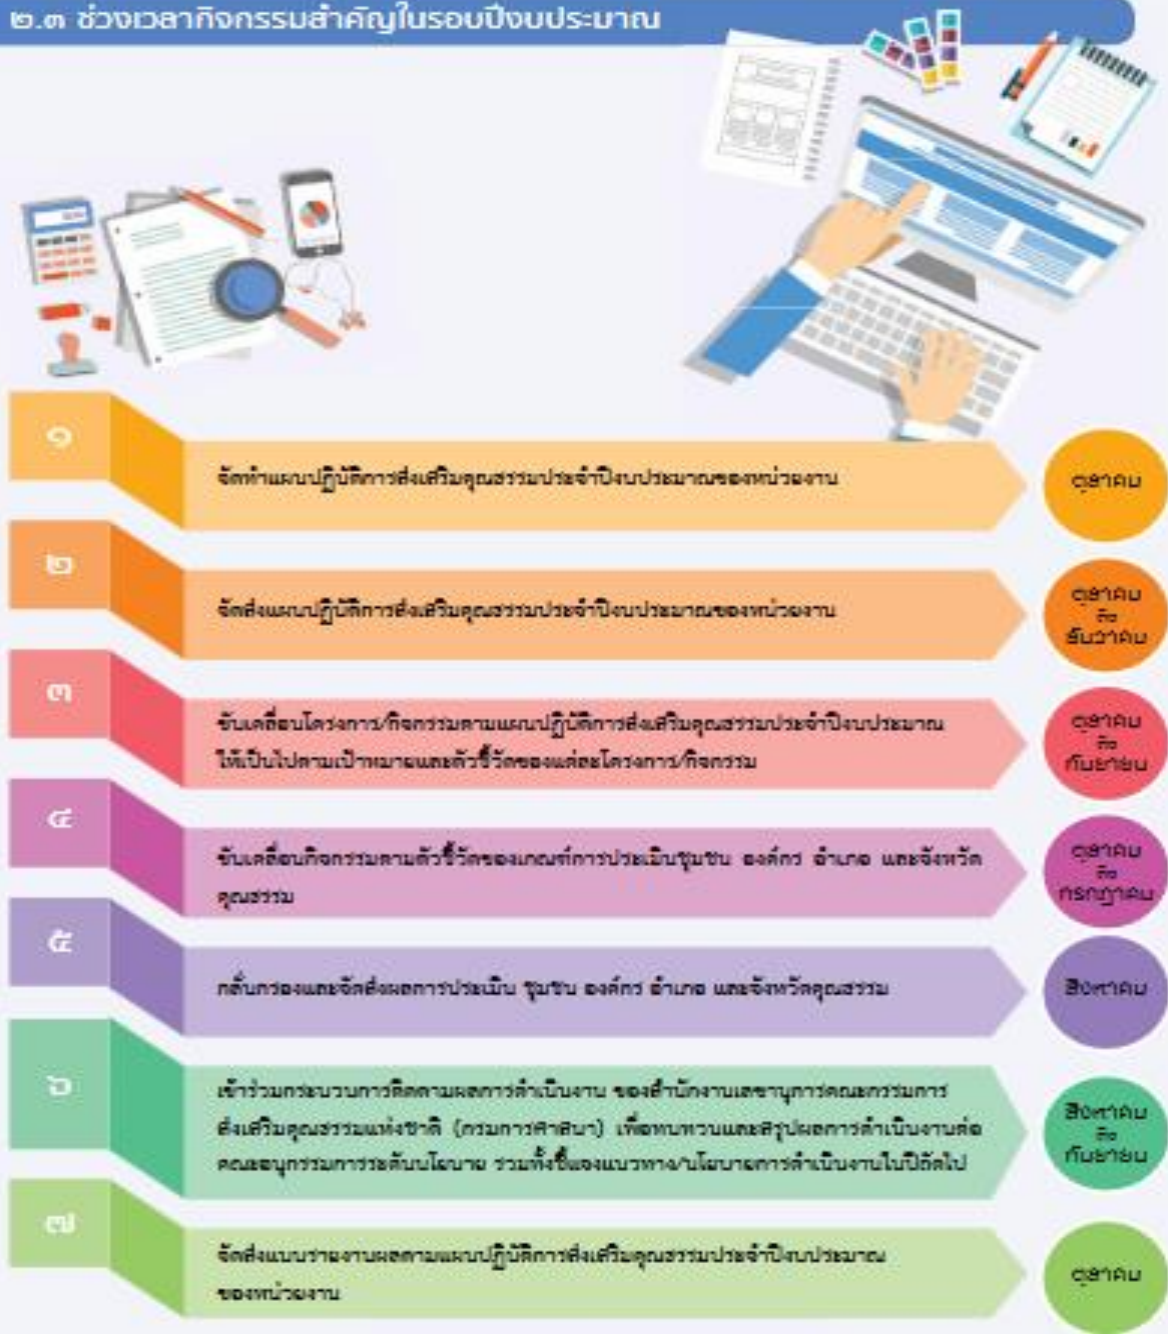 ๒.๓ ช่วงเวลากิจกรรมสำคัญในรอบปีงบประมาณ
๑
จัดทำแผนปฏิบัติการส่งเสริมคุณธรรมประจำปีงบประมาณของหน่วยงาน
ตุลาคม
๒
จัดส่งแผนปฏิบัติการส่งเสริมคุณธรรมประจำปีงบประมาณของหน่วยงาน
ตุลาคม
ถึง
ธันวาคม
๓
ขับเคลื่อนโครงการ/กิจกรรมตามแผนปฏิบัติการส่งเสริมคุณธรรมประจำปีงบประมาณ
ให้เป็นไปตามเป้าหมายและตัวชี้วัดของแต่ละโครงการ/กิจกรรม
ตุลาคม
ถึง
กันยายน
๔
ขับเคลื่อนกิจกรรมตามตัวชี้วัดของเกณฑ์การประเมินชุมชน องค์กร อำเภอ และจังหวัด
คุณธรรม
ตุลาคม
ถึง
กรกฎาคม
๕
กลั่นกรองและจัดส่งผลการประเมิน ชุมชน องค์กร อำเภอ และจังหวัดคุณธรรม
สิงหาคม
๖
เข้าร่วมกระบวนการติดตามผลการดำเนินงาน ของสำนักงานเลขานุการคณะกรรมการ
ส่งเสริมคุณธรรมแห่งชาติ (กรมการศาสนา) เพื่อทบทวนและสรุปผลการดำเนินงานต่อ
คณะอนุกรรมการระดับนโยบาย รวมทั้งชี้แจงแนวทาง/นโยบายการดำเนินงานในปีถัดไป
สิงหาคม
ถึง
กันยายน
๗
จัดส่งแบบรายงานผลตามแผนปฏิบัติการส่งเสริมคุณธรรมประจำปีงบประมาณ
ของหน่วยงาน
ตุลาคม